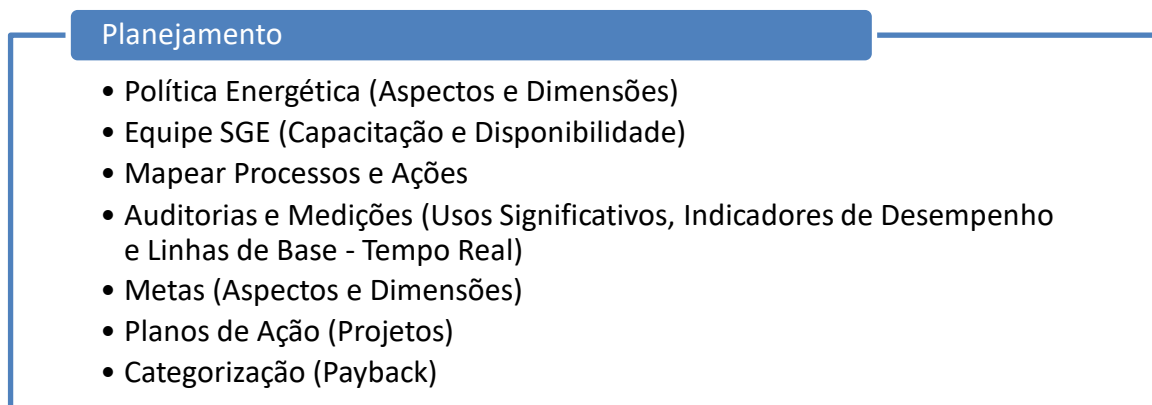 Planejamento
• Política Energética (Aspectos e Dimensões)
• Equipe SGE (Capacitação e Disponibilidade)
• Mapear Processos e Ações
• Auditorias e Medições (Usos Significativos, Indicadores de Desempenho
e Linhas de Base - Tempo Real)
• Metas (Aspectos e Dimensões)
• Planos de Ação (Projetos)
• Categorização (Payback)